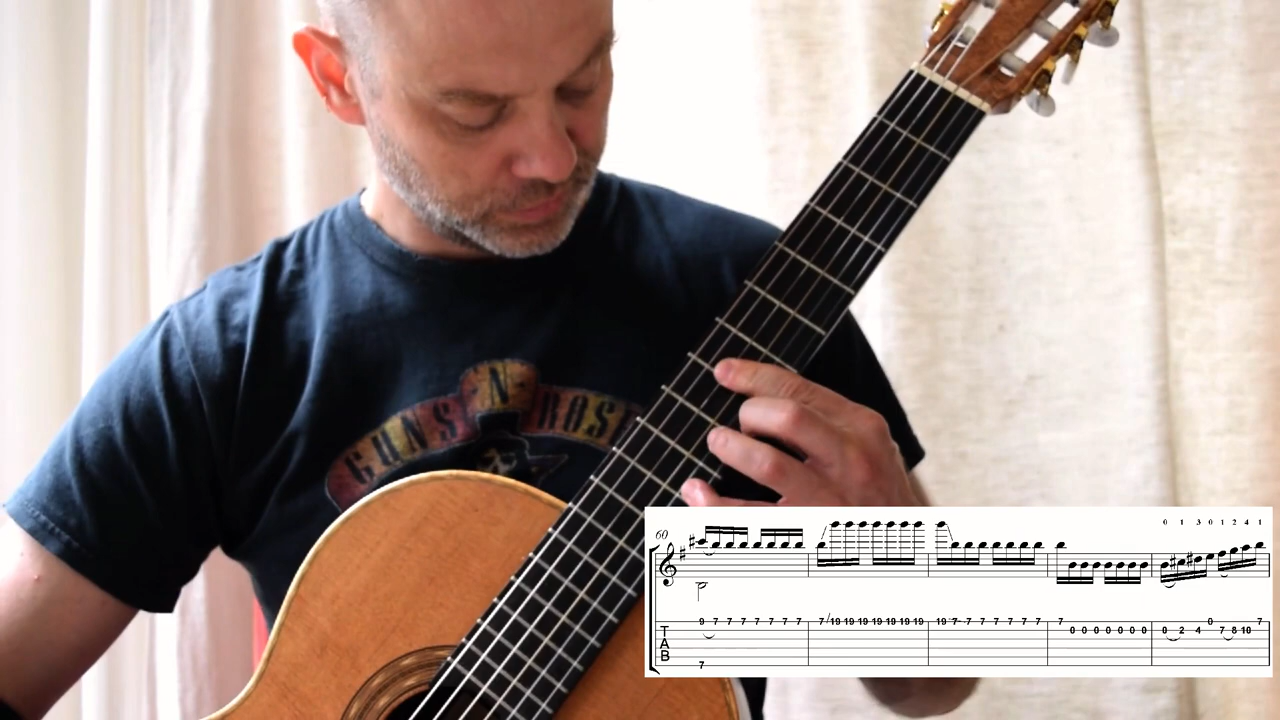 GUNS N' ROS
60
0 1 3 0 1 2 4 1
9 7 7 7 7 7 7 7 7 19 19 19 19 19 19 19 19 7 7 7 7 7 7 7 7 0 7
T 0 0 0 0 0 0 0 0 2 4 7 8 10
A
B 7